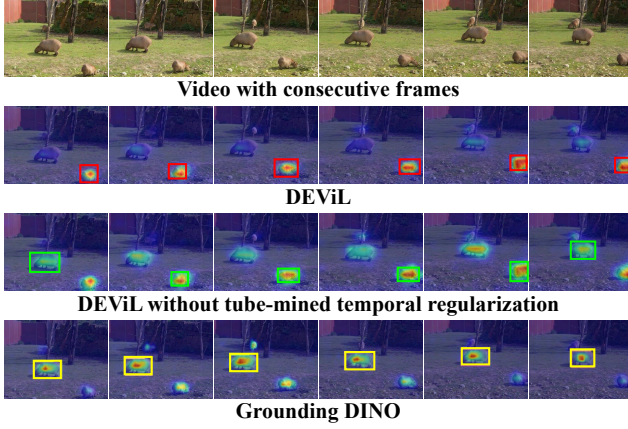 Video with consecutive frames
DEViL
DEViL without tube-mined temporal regularization
Grounding DINO